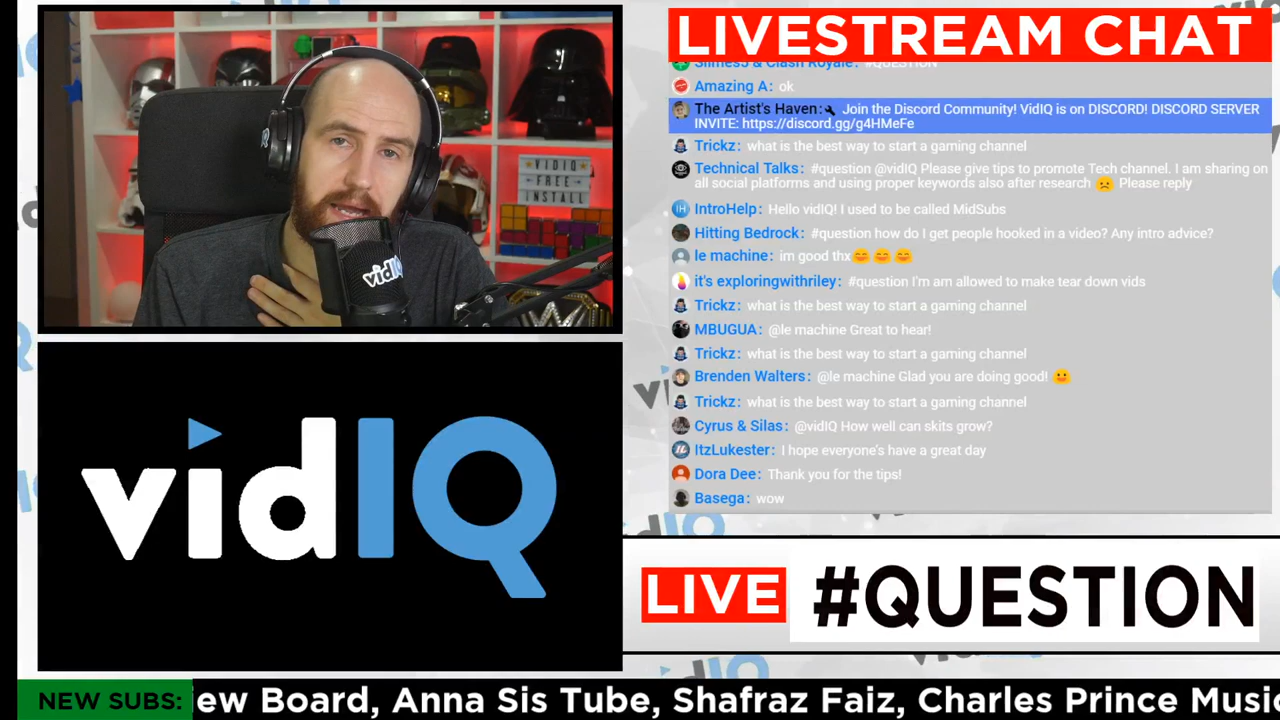 VIDIQ
FREE
INSTALL
vidIQ
vidIQ
LIVESTREAM CHAT
Slimes5 & Clash Royale: #QUESTION
Amazing A: ok
The Artist's Haven: Join the Discord Community! VidIQ is on DISCORD! DISCORD SERVER
INVITE: https://discord.gg/g4HMeFe
Trickz: what is the best way to start a gaming channel
Technical Talks: #question @vidIQ Please give tips to promote Tech channel. I am sharing on
all social platforms and using proper keywords also after research ☹️ Please reply
IntroHelp: Hello vidIQ! I used to be called MidSubs
Hitting Bedrock: #question how do I get people hooked in a video? Any intro advice?
le machine: im good thx🤗🤗🤗
it's exploringwithriley: #question I'm am allowed to make tear down vids
Trickz: what is the best way to start a gaming channel
MBUGUA: @le machine Great to hear!
Trickz: what is the best way to start a gaming channel
Brenden Walters: @le machine Glad you are doing good! 🙂
Trickz: what is the best way to start a gaming channel
Cyrus & Silas: @vidIQ How well can skits grow?
ItzLukester: I hope everyone's have a great day
Dora Dee: Thank you for the tips!
Basega: wow
LIVE #QUESTION
NEW SUBS: ew Board, Anna Sis Tube, Shafraz Faiz, Charles Prince Music